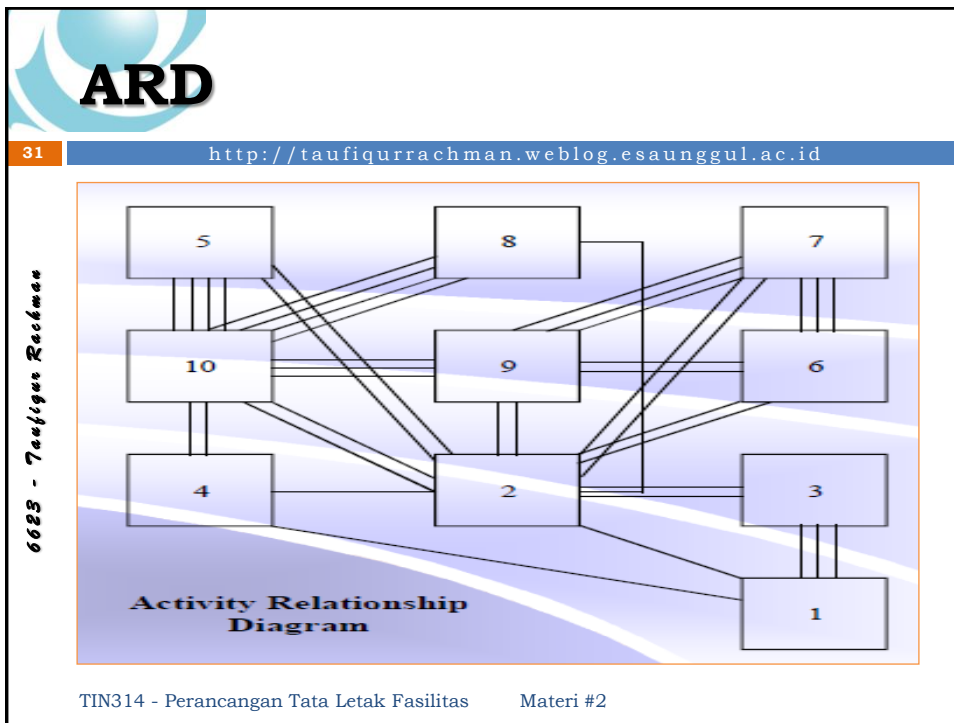 ARD
31
http://taufiqurrachman.weblog.esaunggul.ac.id
6623 - Taufiqur Rachman
5
8
7
10
9
6
4
2
3
1
Activity Relationship
Diagram
TIN314 - Perancangan Tata Letak Fasilitas Materi #2